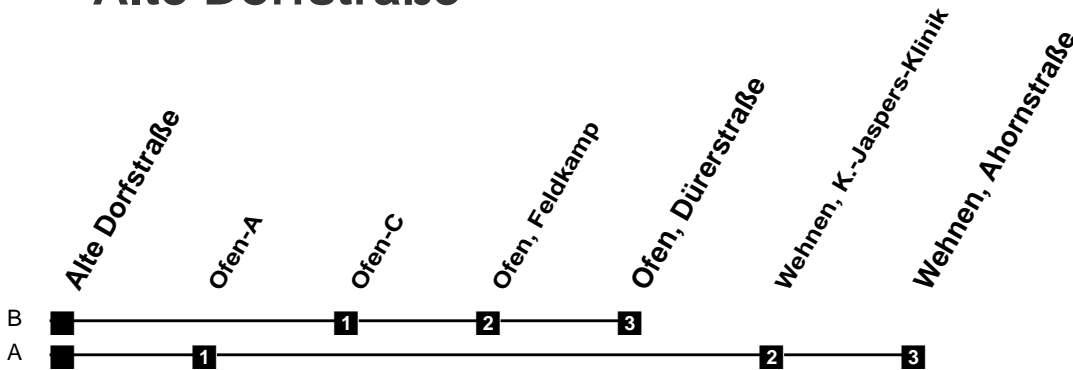 Alte Dorfstraße
Alte Dorfstraße
Ofen-A
Ofen-C
Ofen, Feldkamp
Ofen, Dürerstraße
Wehnen, K.-Jaspers-Klinik
Wehnen, Ahornstraße
B 1 2 3
A 1 2 3